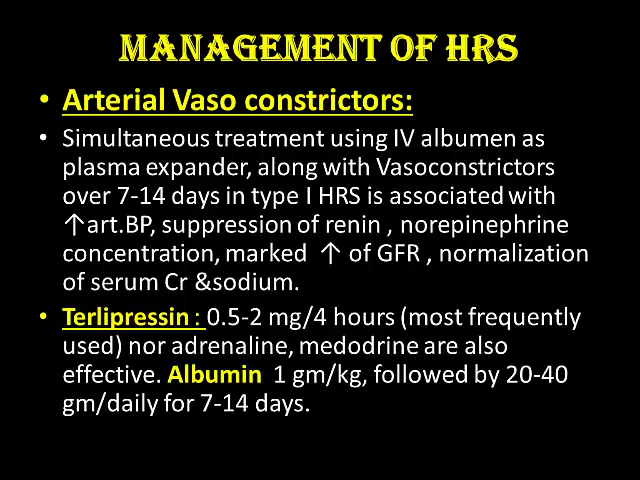 MANAGEMENT OF HRS
• Arterial Vaso constrictors:
• Simultaneous treatment using IV albumen as
plasma expander, along with Vasoconstrictors
over 7-14 days in type I HRS is associated with
↑art.BP, suppression of renin , norepinephrine
concentration, marked ↑ of GFR , normalization
of serum Cr &sodium.
• Terlipressin : 0.5-2 mg/4 hours (most frequently
used) nor adrenaline, medodrine are also
effective. Albumin 1 gm/kg, followed by 20-40
gm/daily for 7-14 days.